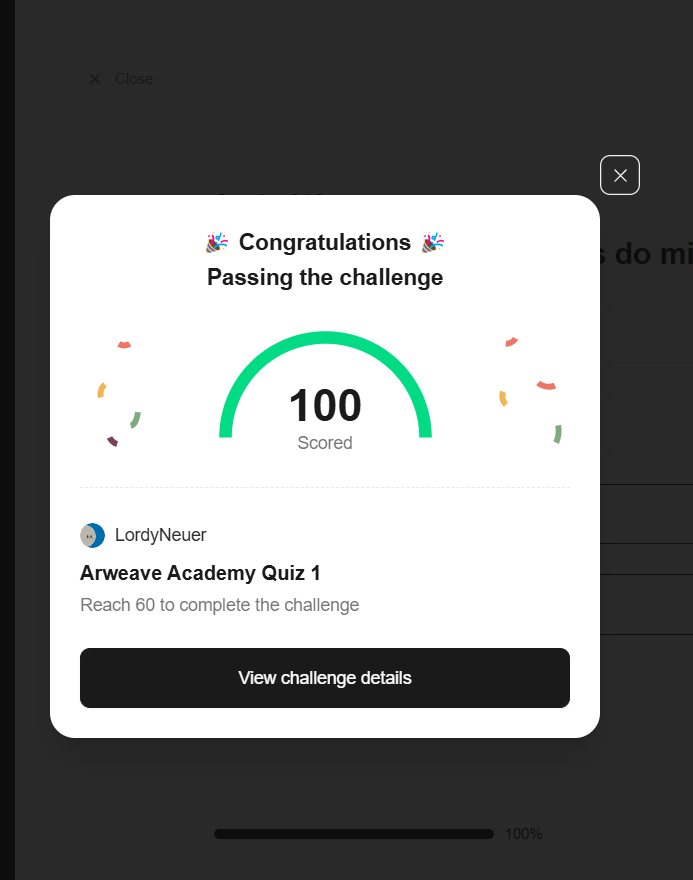 Close
Congratulations
Passing the challenge
s do mi
100
Scored
LordyNeuer
Arweave Academy Quiz 1
Reach 60 to complete the challenge
View challenge details
100%